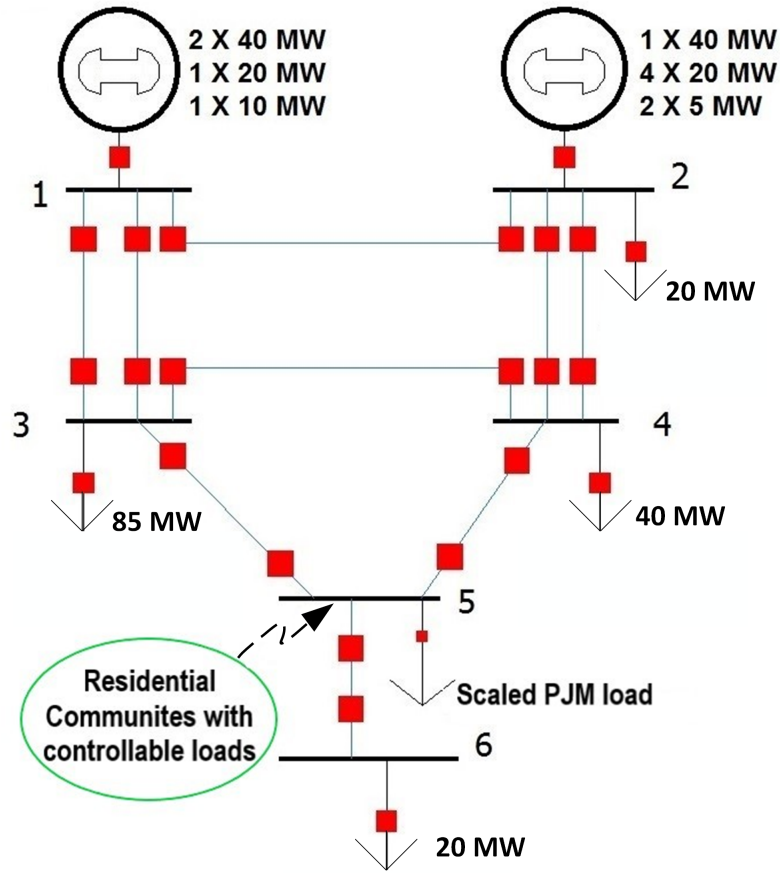 2 X 40 MW
1 X 20 MW
1 X 10 MW
1 X 40 MW
4 X 20 MW
2 X 5 MW
1
2
20 MW
3
4
85 MW
40 MW
5
Residential
Communites with
controllable loads
Scaled PJM load
6
20 MW